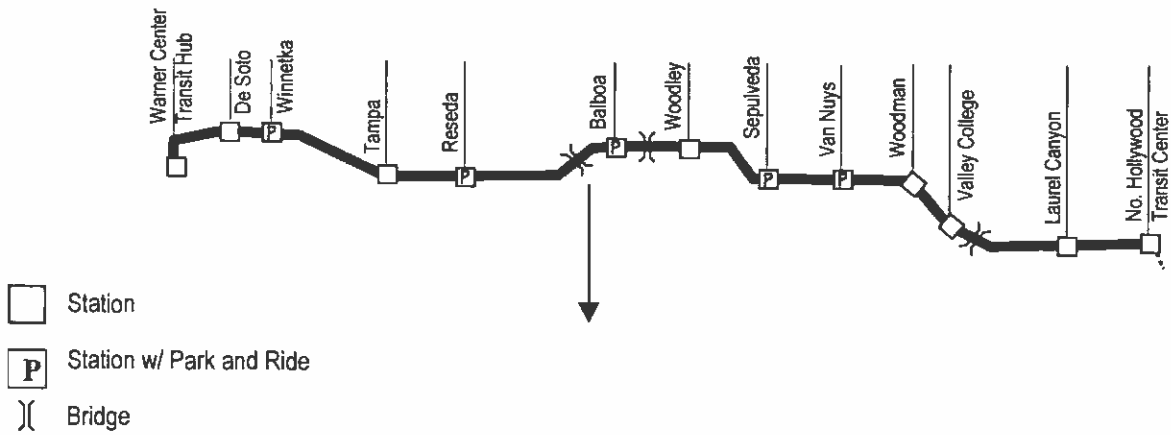 Warner Center
Transit Hub
De Soto
Winnetka
Tampa
Reseda
Balboa
Woodley
Sepulveda
Van Nuys
Woodman
Valley College
Laurel Canyon
No. Hollywood
Transit Center
P
P
P
P
P
Station
P
Station w/ Park and Ride
Bridge